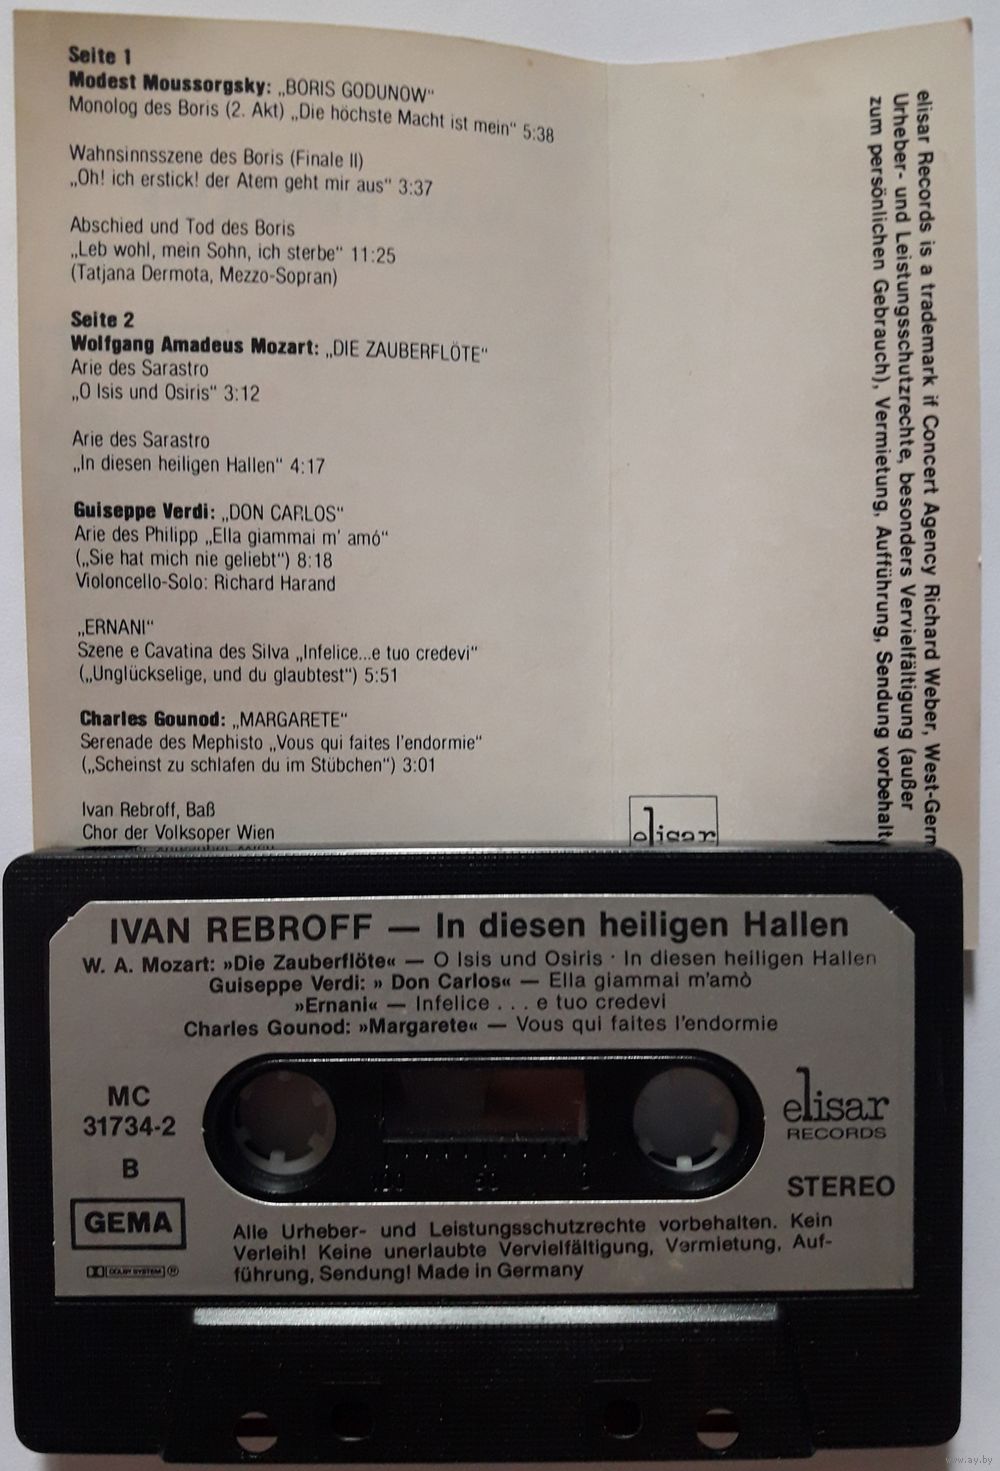 Seite 1
Modest Moussorgsky: „BORIS GODUNOW“
Monolog des Boris (2. Akt) „Die höchste Macht ist mein“ 5:38
Wahnsinnsszene des Boris (Finale II)
„Oh! ich erstick! der Atem geht mir aus“ 3:37
Abschied und Tod des Boris
„Leb wohl, mein Sohn, ich sterbe“ 11:25
(Tatjana Dermota, Mezzo-Sopran)
Seite 2
Wolfgang Amadeus Mozart: „DIE ZAUBERFLÖTE“
Arie des Sarastro
„O Isis und Osiris“ 3:12
Arie des Sarastro
„In diesen heiligen Hallen“ 4:17
Guiseppe Verdi: „DON CARLOS“
Arie des Philipp „Ella giammai m' amó“
(„Sie hat mich nie geliebt“) 8:18
Violoncello-Solo: Richard Harand
„ERNANI“
Szene e Cavatina des Silva „Infelice...e tuo credevi“
(„Unglückselige, und du glaubtest“) 5:51
Charles Gounod: „MARGARETE“
Serenade des Mephisto „Vous qui faites l'endormie“
(„Scheinst zu schlafen du im Stübchen“) 3:01
Ivan Rebroff, Baß
Chor der Volksoper Wien
elisar
elisar Records is a trademark if Concert Agency Richard Weber, West-Germ
Urheber- und Leistungsschutzrechte, besonders Vervielfältigung (außer
zum persönlichen Gebrauch), Vermietung, Aufführung, Sendung vorbehalt
IVAN REBROFF — In diesen heiligen Hallen
W. A. Mozart: »Die Zauberflöte« — O Isis und Osiris · In diesen heiligen Hallen
Guiseppe Verdi: » Don Carlos« — Ella giammai m'amò
»Ernani« — Infelice . . . e tuo credevi
Charles Gounod: »Margarete« — Vous qui faites l'endormie
MC
31734-2
B
GEMA
DOLBY SYSTEM ®
elisar
RECORDS
STEREO
100 50 0
Alle Urheber- und Leistungsschutzrechte vorbehalten. Kein
Verleih! Keine unerlaubte Vervielfältigung, Vermietung, Auf-
führung, Sendung! Made in Germany
www.ay.by